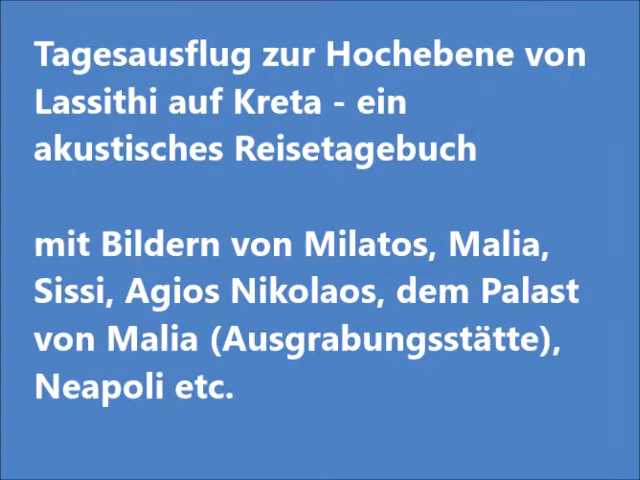 Tagesausflug zur Hochebene von
Lassithi auf Kreta - ein
akustisches Reisetagebuch
mit Bildern von Milatos, Malia,
Sissi, Agios Nikolaos, dem Palast
von Malia (Ausgrabungsstätte),
Neapoli etc.